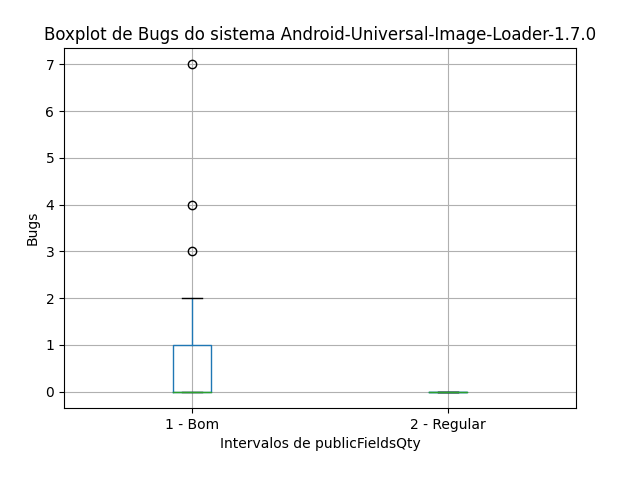 Boxplot de Bugs do sistema Android-Universal-Image-Loader-1.7.0
7
6
5
4
3
2
1
0
Bugs
1 - Bom
2 - Regular
Intervalos de publicFieldsQty